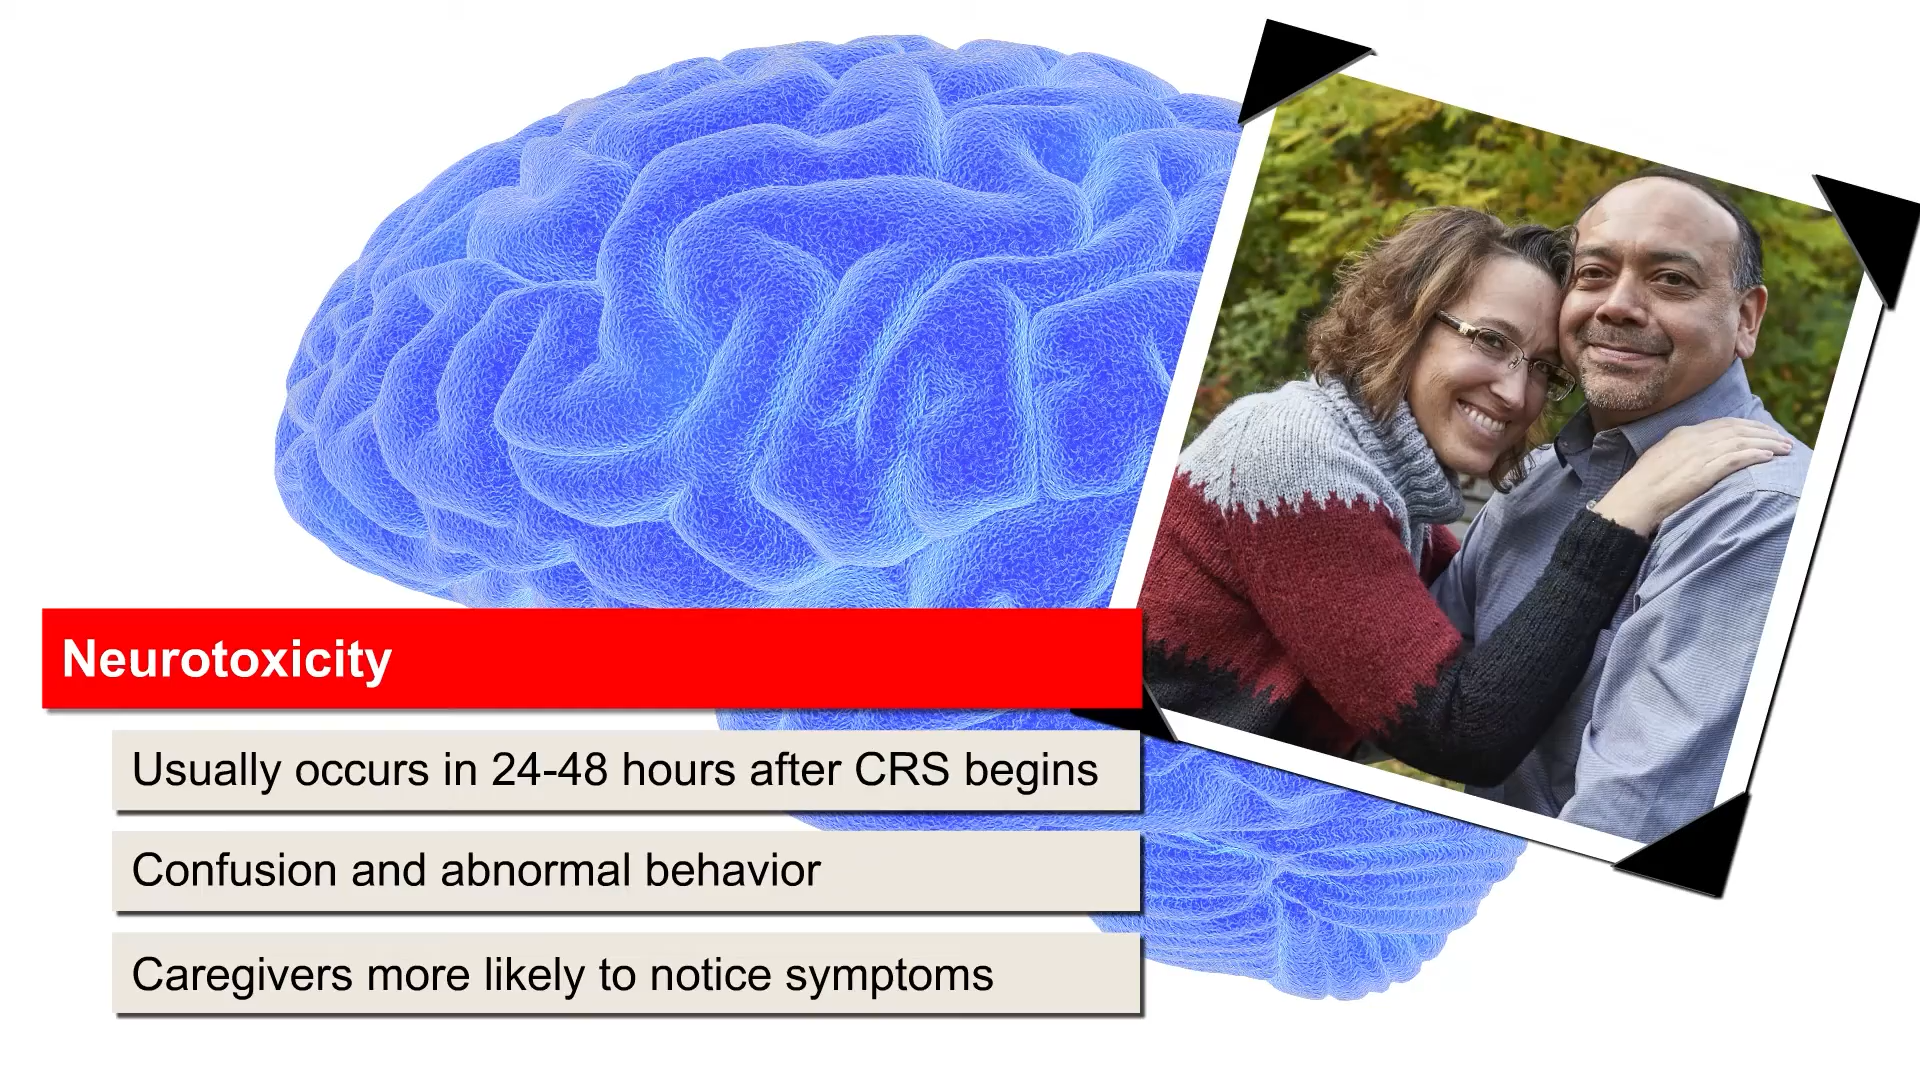 Neurotoxicity
Usually occurs in 24-48 hours after CRS begins
Confusion and abnormal behavior
Caregivers more likely to notice symptoms